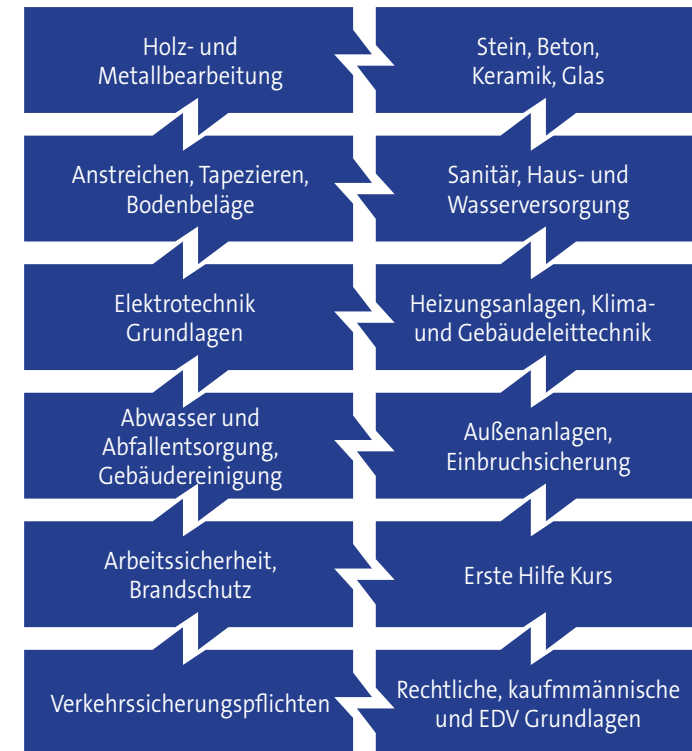 Holz- und
Metallbearbeitung
Stein, Beton,
Keramik, Glas
Anstreichen, Tapezieren,
Bodenbeläge
Sanitär, Haus- und
Wasserversorgung
Elektrotechnik
Grundlagen
Heizungsanlagen, Klima-
und Gebäudeleittechnik
Abwasser und
Abfallentsorgung,
Gebäudereinigung
Außenanlagen,
Einbruchsicherung
Arbeitssicherheit,
Brandschutz
Erste Hilfe Kurs
Verkehrssicherungspflichten
Rechtliche, kaufmmännische
und EDV Grundlagen